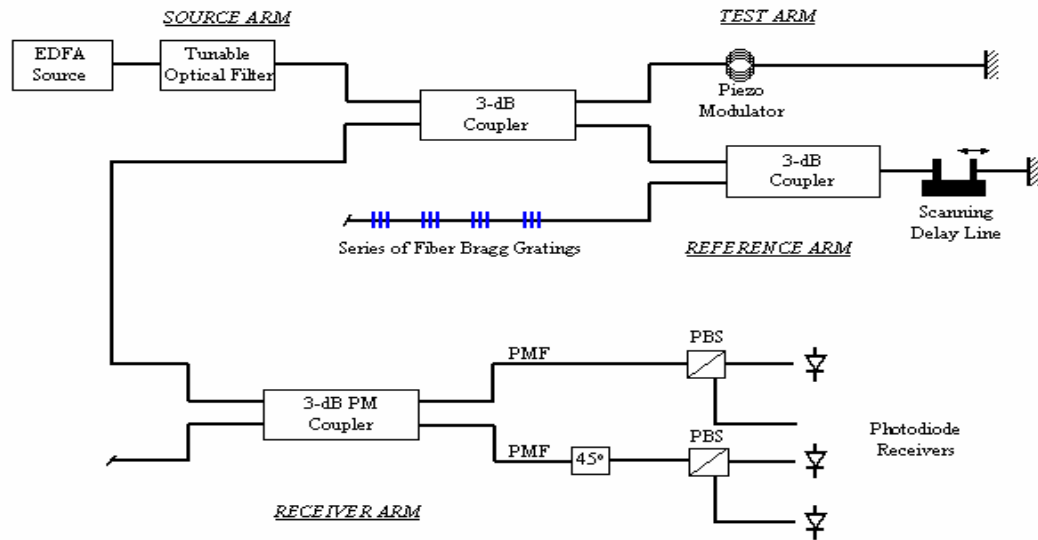 SOURCE ARM
TEST ARM
EDFA
Source
Tunable
Optical Filter
3-dB
Coupler
Piezo
Modulator
3-dB
Coupler
Scanning
Delay Line
Series of Fiber Bragg Gratings
REFERENCE ARM
PMF
PBS
3-dB PM
Coupler
PMF
45°
PBS
Photodiode
Receivers
RECEIVER ARM